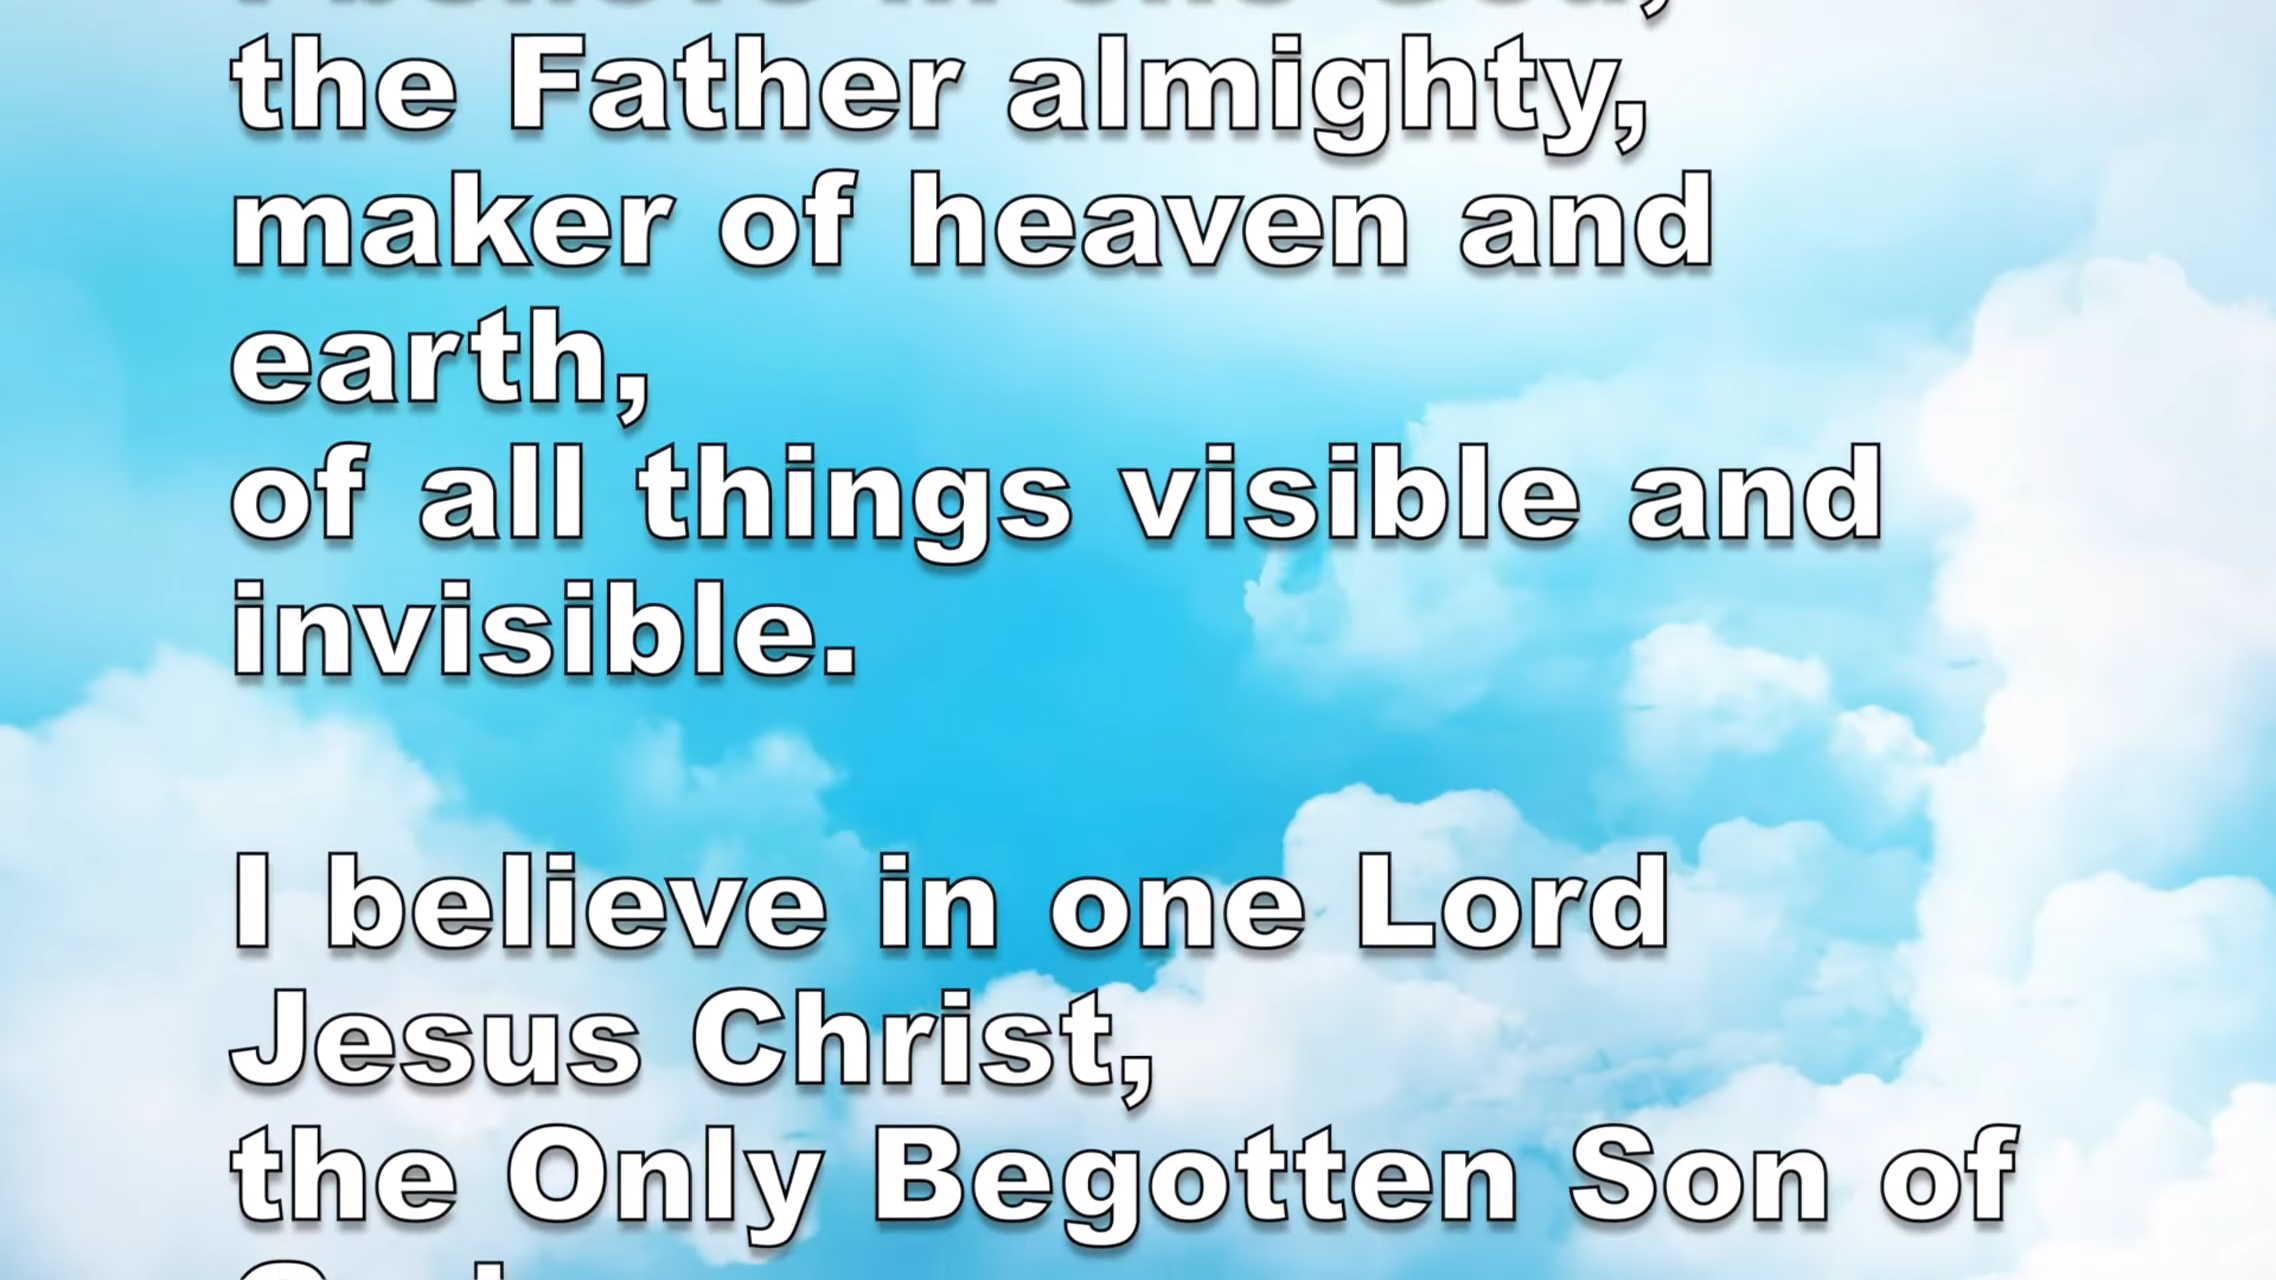 the Father almighty,
maker of heaven and
earth,
of all things visible and
invisible.
I believe in one Lord
Jesus Christ,
the Only Begotten Son of